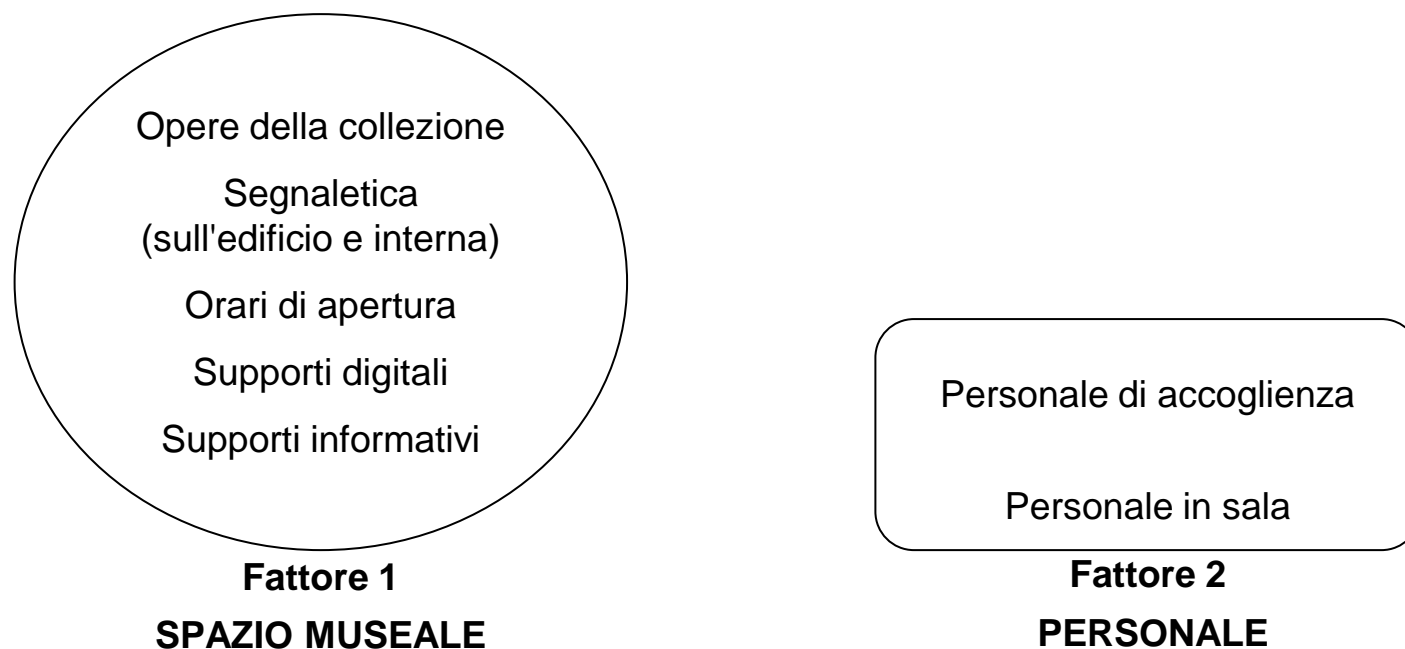 Opere della collezione
Segnaletica
(sull'edificio e interna)
Orari di apertura
Supporti digitali
Supporti informativi
Fattore 1
SPAZIO MUSEALE
Personale di accoglienza
Personale in sala
Fattore 2
PERSONALE